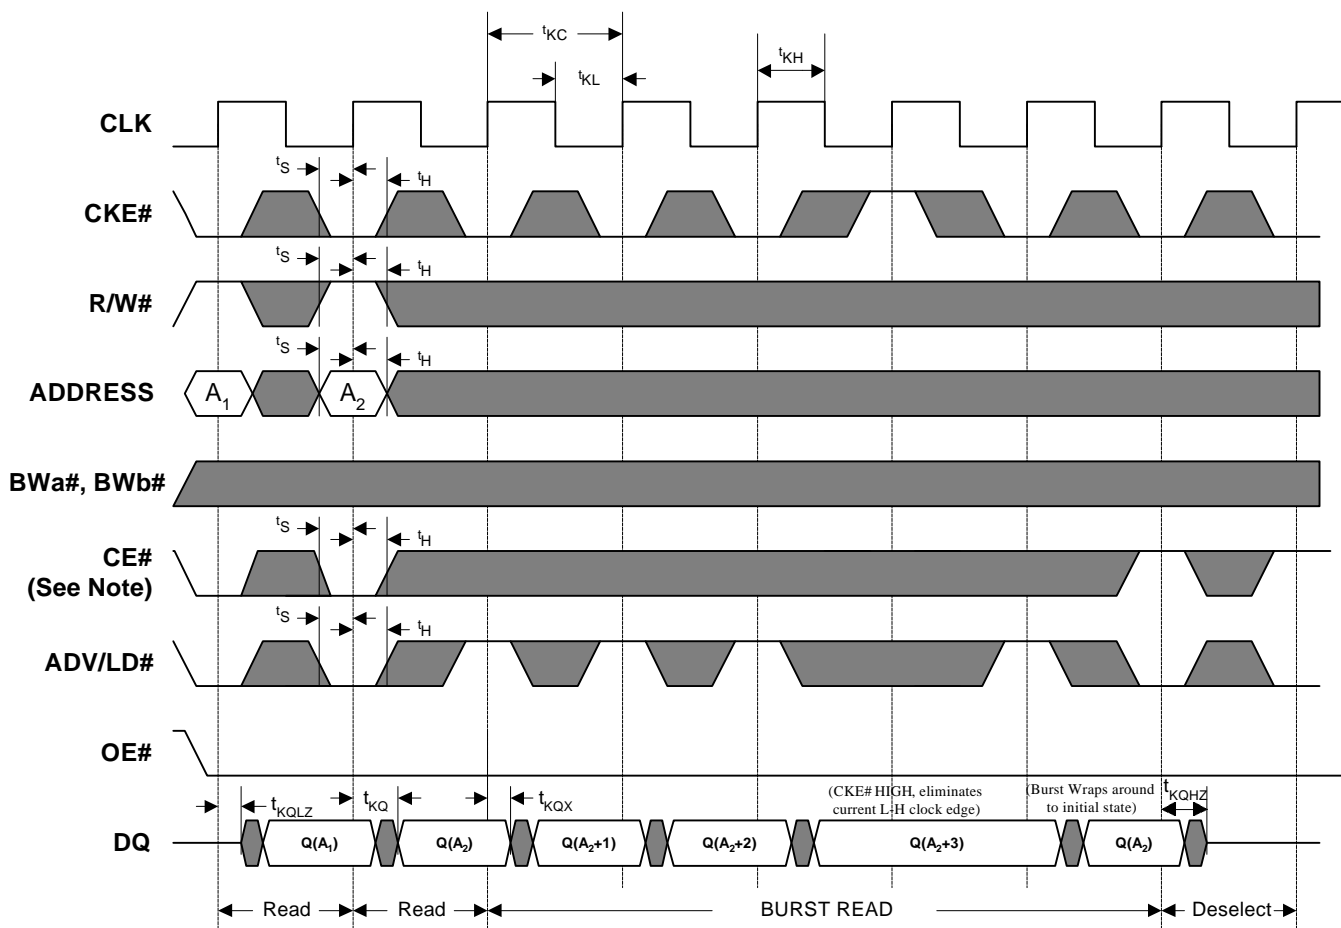 tKC
tKL
tKH
CLK
tS
tH
CKE#
tS
tH
R/W#
tS
tH
ADDRESS
A1
A2
BWa#, BWb#
tS
tH
CE#
(See Note)
tS
tH
ADV/LD#
OE#
tKQLZ
tKQ
tKQX
(CKE# HIGH, eliminates
current L-H clock edge)
(Burst Wraps around
to initial state)
tKQHZ
DQ
Q(A1)
Q(A2)
Q(A2+1)
Q(A2+2)
Q(A2+3)
Q(A2)
Read
Read
BURST READ
Deselect